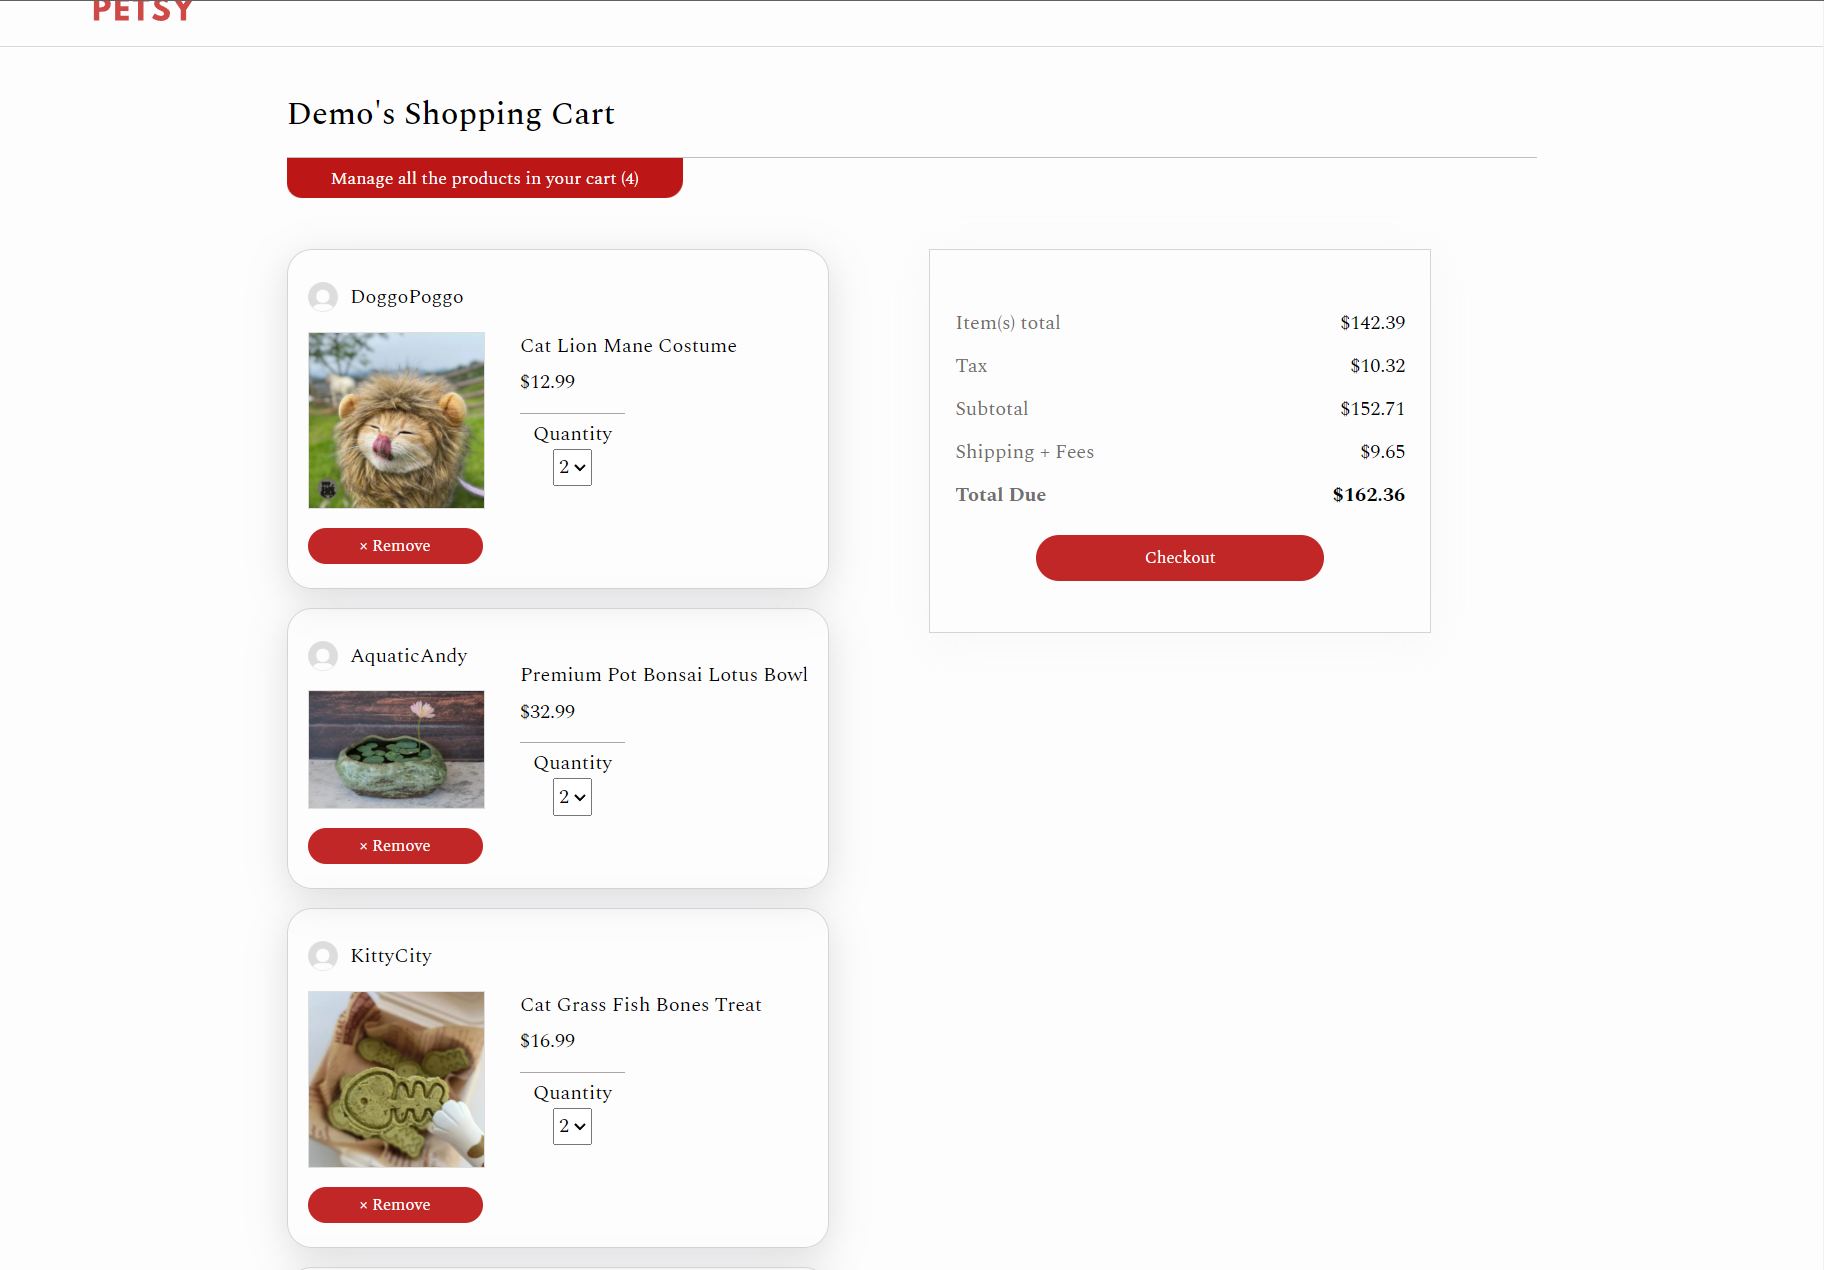 PETSY
Demo's Shopping Cart
Manage all the products in your cart (4)
DoggoPoggo
Cat Lion Mane Costume
$12.99
Quantity
2
× Remove
AquaticAndy
Premium Pot Bonsai Lotus Bowl
$32.99
Quantity
2
× Remove
KittyCity
Cat Grass Fish Bones Treat
$16.99
Quantity
2
× Remove
Item(s) total $142.39
Tax $10.32
Subtotal $152.71
Shipping + Fees $9.65
Total Due $162.36
Checkout